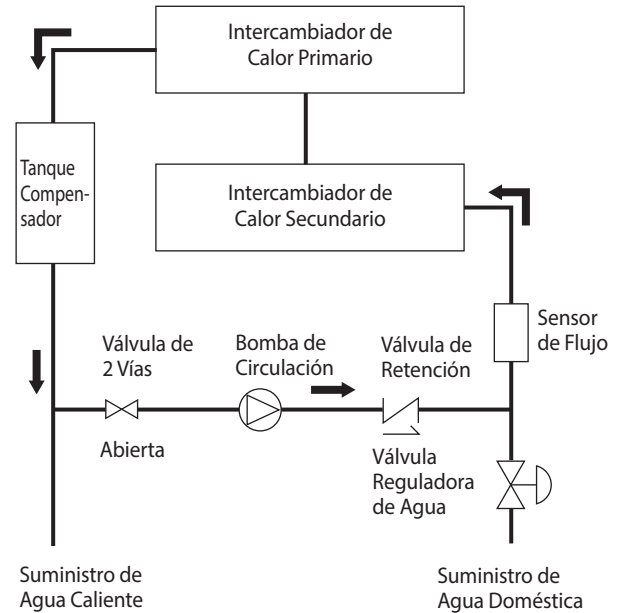 Intercambiador de
Calor Primario
Tanque
Compen-
sador
Intercambiador de
Calor Secundario
Sensor
de Flujo
Válvula de
2 Vías
Bomba de
Circulación
Válvula de
Retención
Abierta
Válvula
Reguladora
de Agua
Suministro de
Agua Caliente
Suministro de
Agua Doméstica